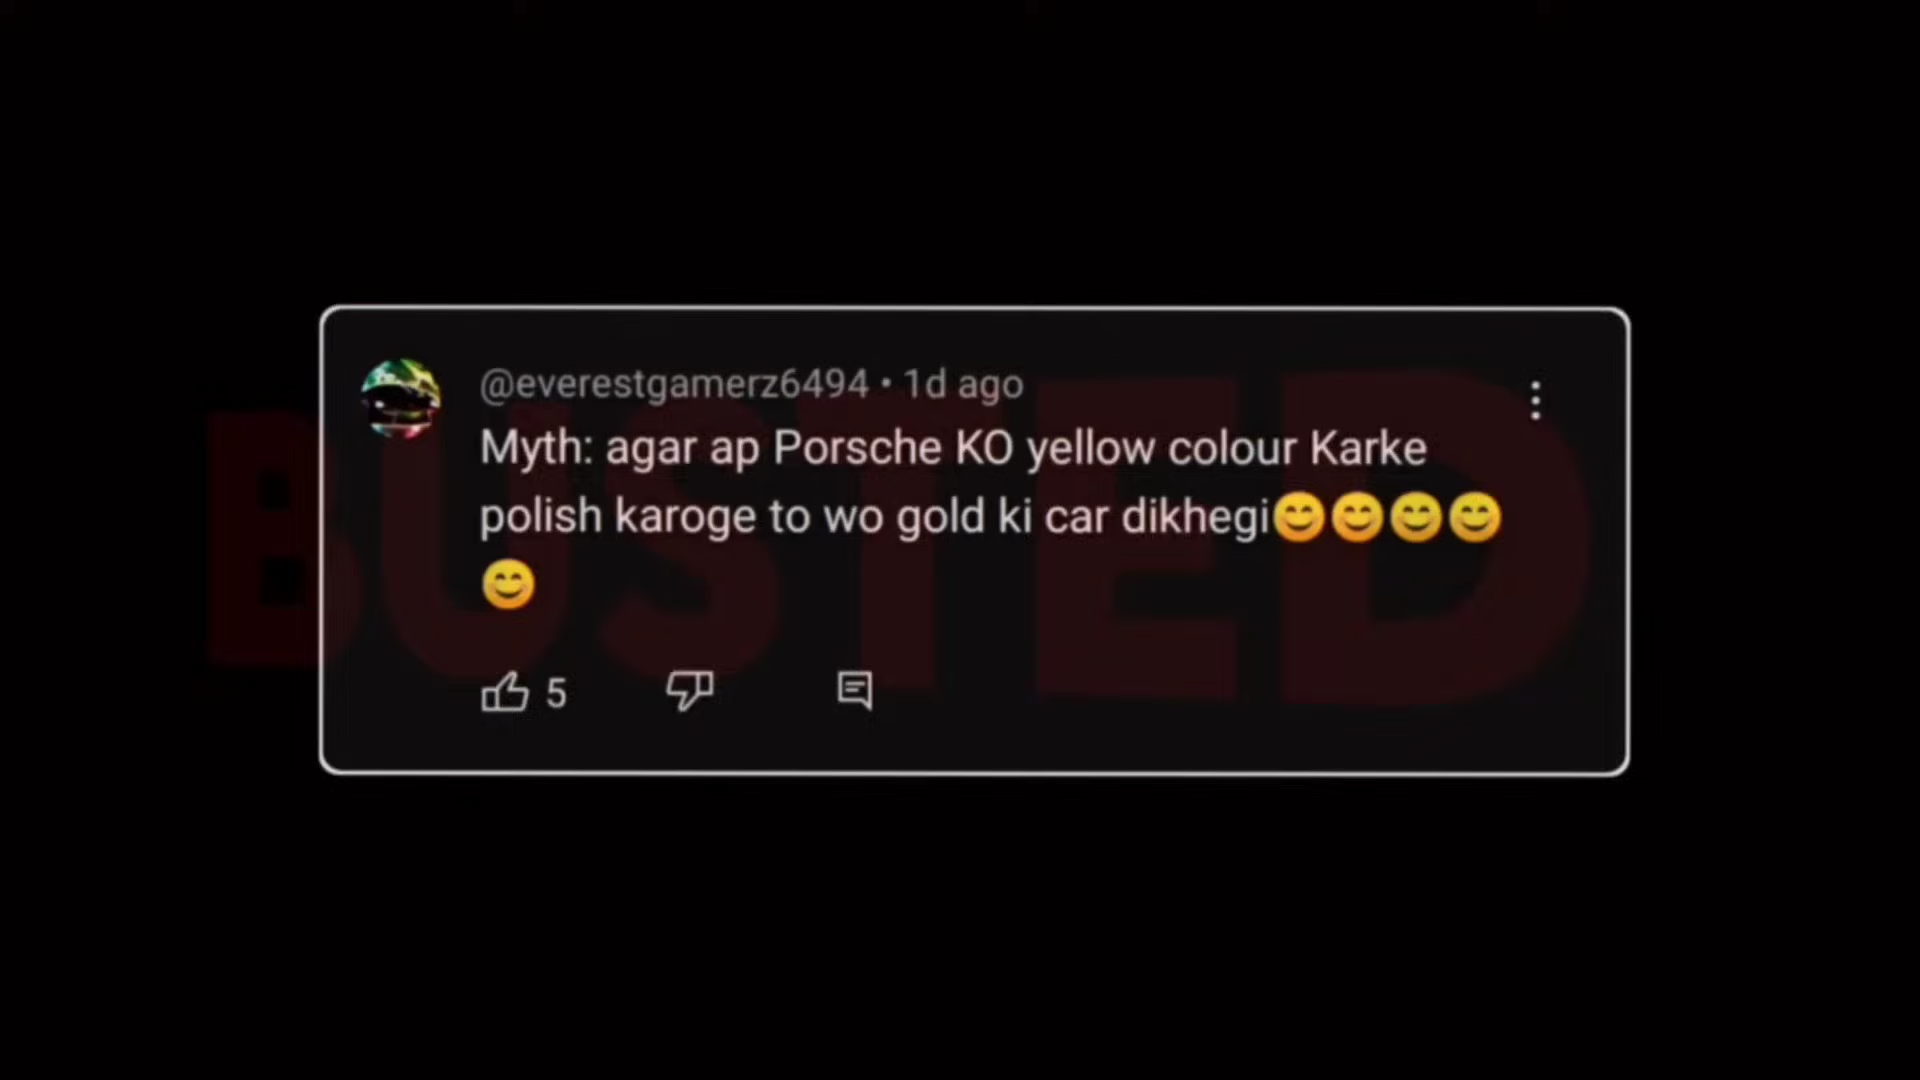 @everestgamerz6494 • 1d ago
Myth: agar ap Porsche KO yellow colour Karke
polish karoge to wo gold ki car dikhegi😊😊😊😊
😊
5
BUSTED